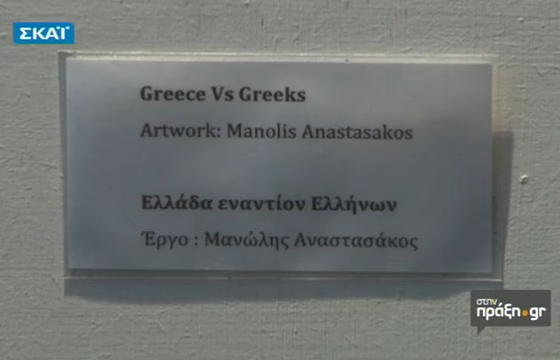 ΣΚΑΪ
Greece Vs Greeks
Artwork: Manolis Anastasakos
Ελλάδα εναντίον Ελλήνων
Έργο : Μανώλης Αναστασάκος
στην
πράξη.gr